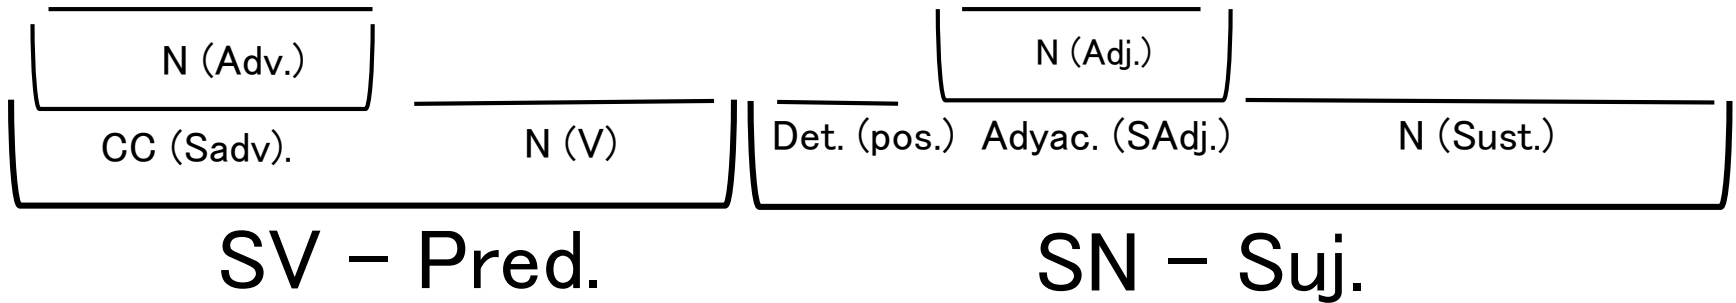 N (Adv.) N (Adj.)
CC (Sadv). N (V) Det. (pos.) Adyac. (SAdj.) N (Sust.)
SV - Pred. SN - Suj.